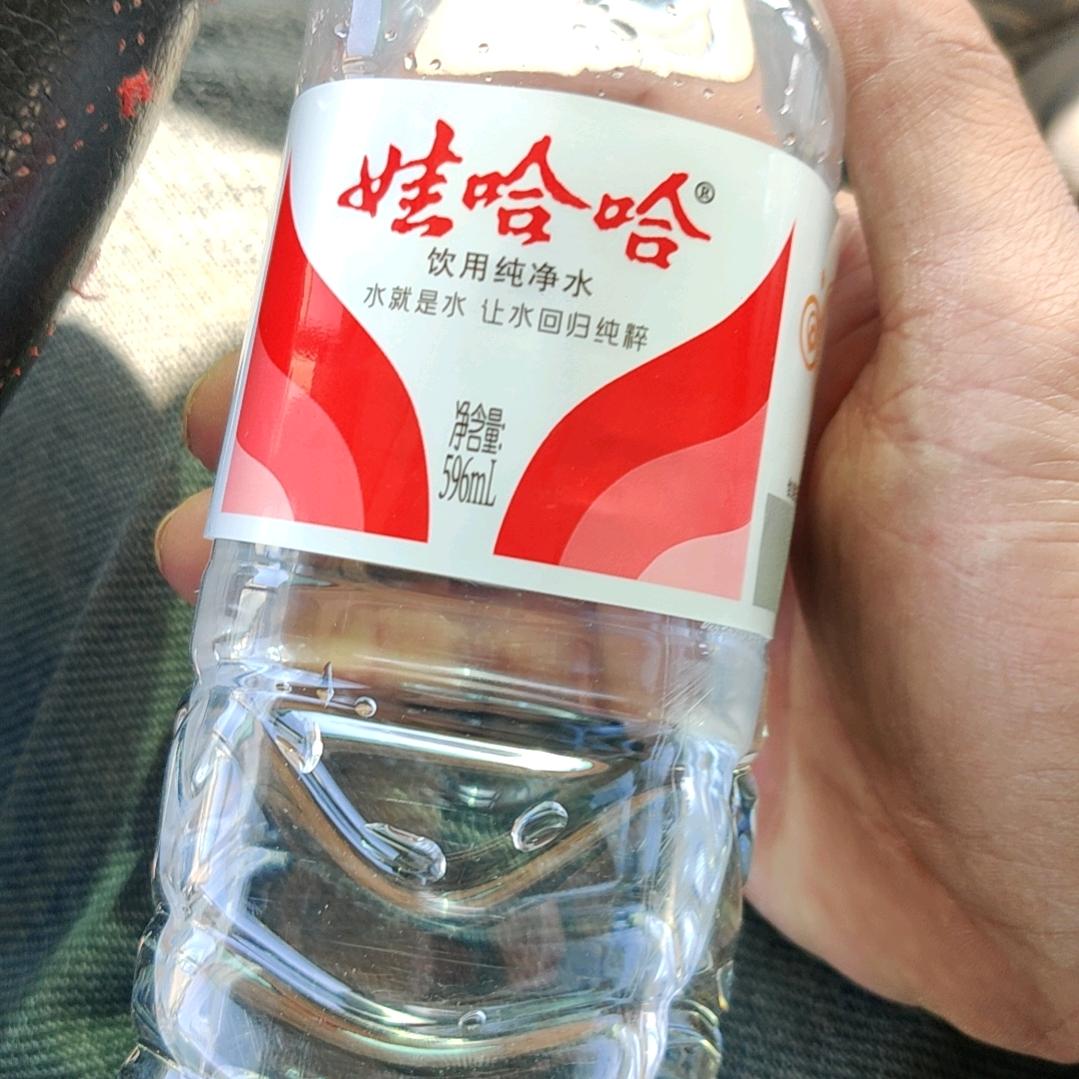 娃哈哈®
饮用纯净水
水就是水 让水回归纯粹
净含量:
596mL